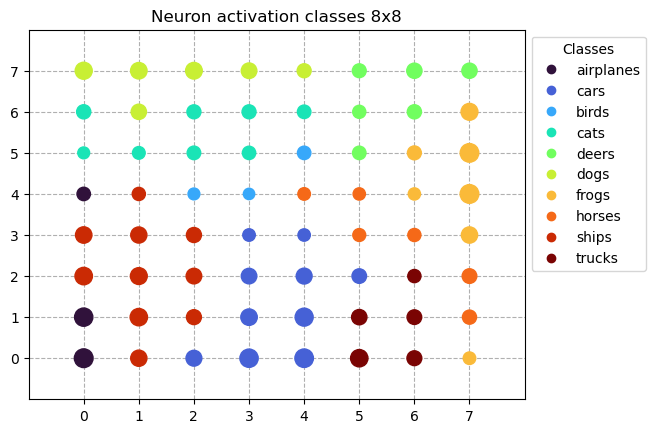 Neuron activation classes 8x8
7
6
5
4
3
2
1
0
0 1 2 3 4 5 6 7
Classes
airplanes
cars
birds
cats
deers
dogs
frogs
horses
ships
trucks